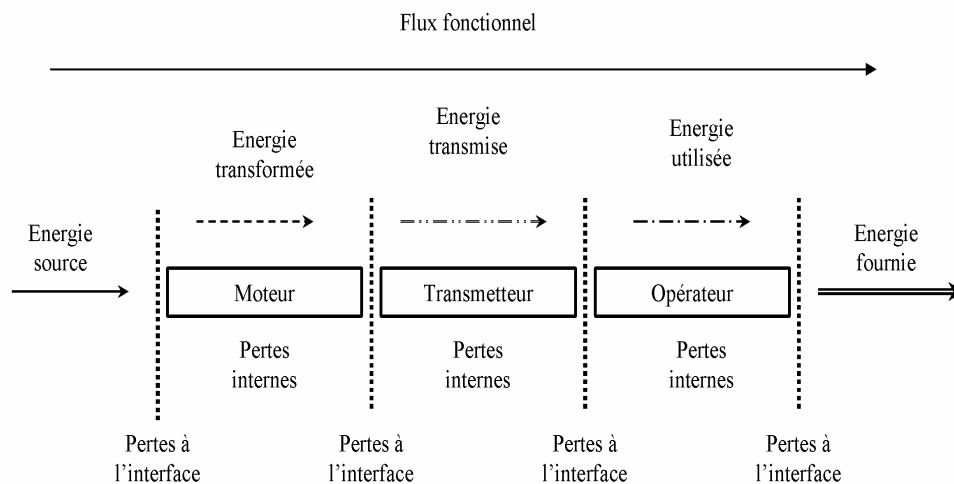 Flux fonctionnel
Energie
transformée
Energie
transmise
Energie
utilisée
Energie
source
Energie
fournie
Moteur
Transmetteur
Opérateur
Pertes
internes
Pertes
internes
Pertes
internes
Pertes à
l’interface
Pertes à
l’interface
Pertes à
l’interface
Pertes à
l’interface